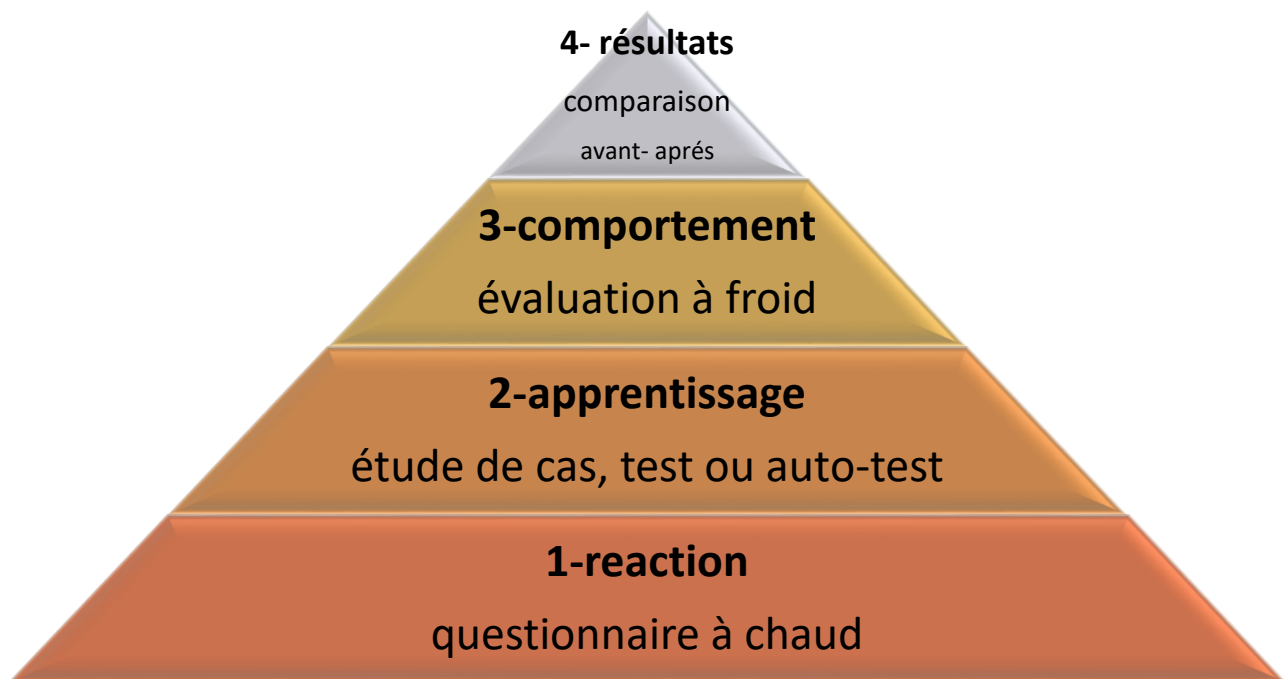 4- résultats
comparaison
avant- aprés
3-comportement
évaluation à froid
2-apprentissage
étude de cas, test ou auto-test
1-reaction
questionnaire à chaud